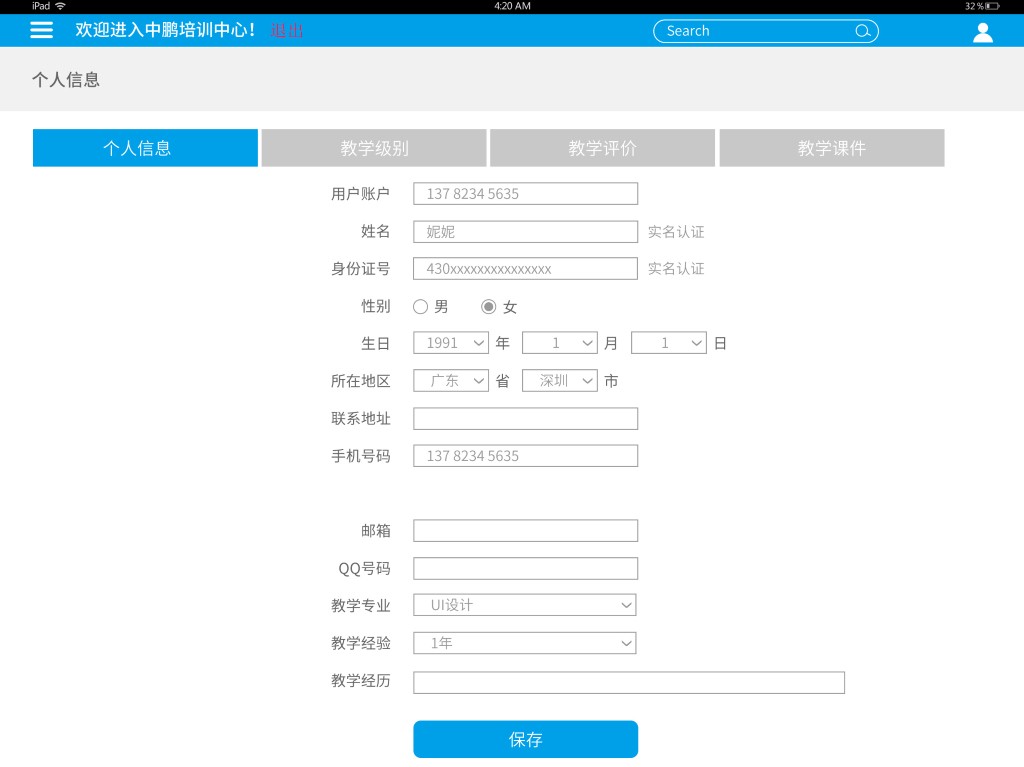 iPad 4:20 AM 32%
欢迎进入中鹏培训中心！ 退出 Search
个人信息
个人信息 教学级别 教学评价 教学课件
用户账户 137 8234 5635
姓名 妮妮 实名认证
身份证号 430xxxxxxxxxxxxxxx 实名认证
性别 男 女
生日 1991 年 1 月 1 日
所在地区 广东 省 深圳 市
联系地址
手机号码 137 8234 5635
邮箱
QQ号码
教学专业 UI设计
教学经验 1年
教学经历
保存